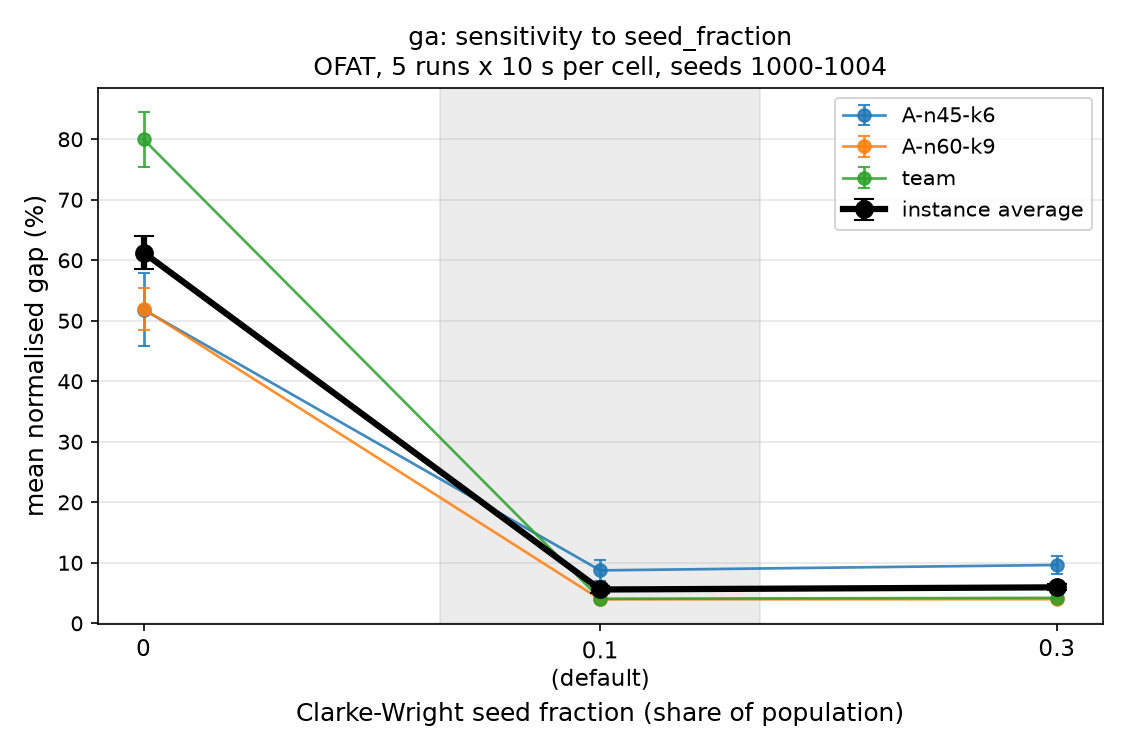 ga: sensitivity to seed_fraction
OFAT, 5 runs x 10 s per cell, seeds 1000-1004
A-n45-k6
A-n60-k9
team
instance average
mean normalised gap (%)
80
70
60
50
40
30
20
10
0
0
0.1
0.3
(default)
Clarke-Wright seed fraction (share of population)